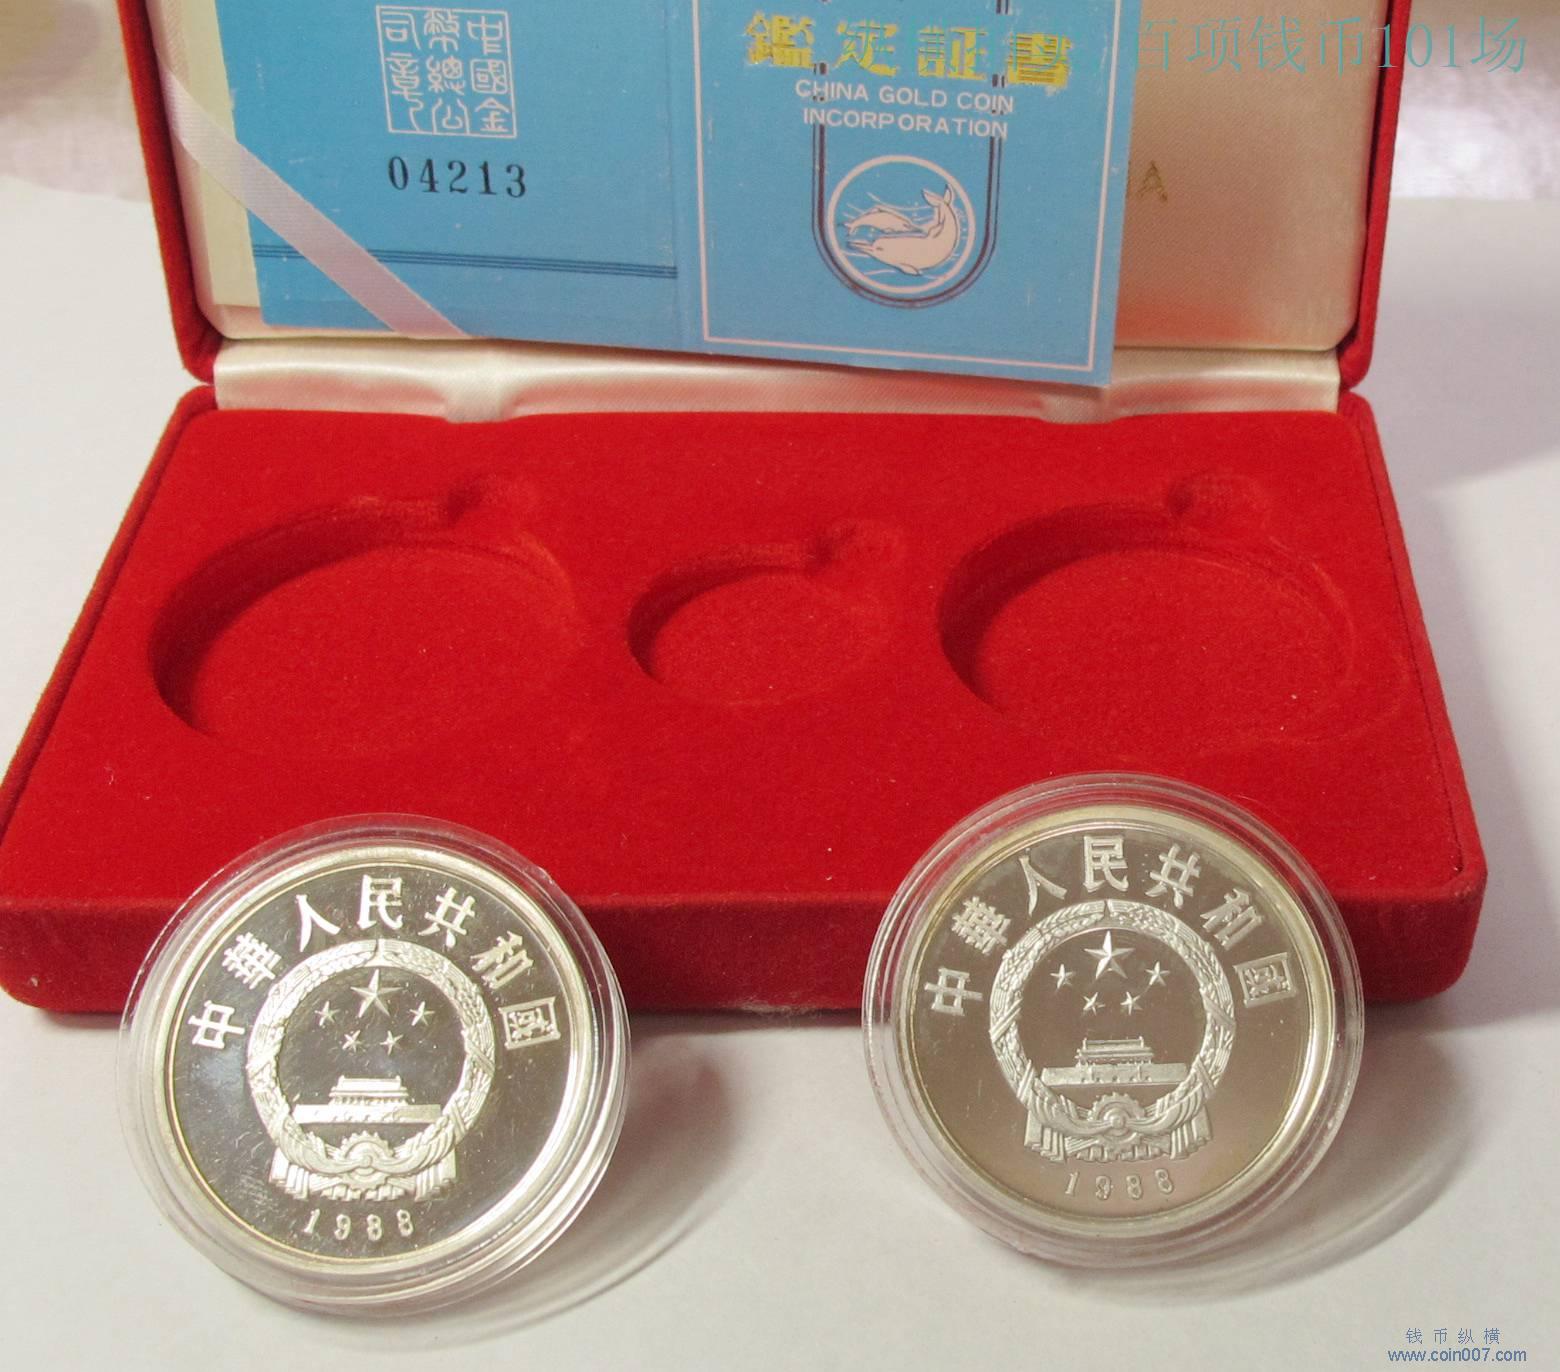 中國金
幣總公
司章
04213
鑑定証書
百项钱币101场
CHINA GOLD COIN
INCORPORATION
中華人民共和國
1988
中華人民共和國
1988
钱币纵横
www.coin007.com